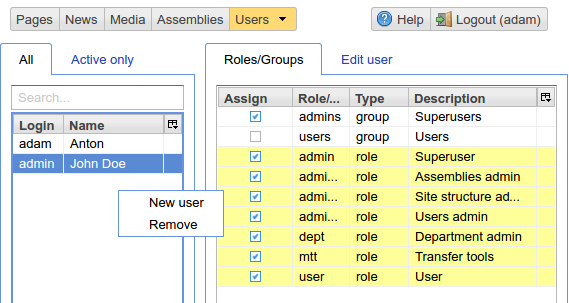 Pages News Media Assemblies Users Help Logout (adam)
All Active only
Search...
Login Name
adam Anton
admin John Doe
New user
Remove
Roles/Groups Edit user
Assign Role/... Type Description
admins group Superusers
users group Users
admin role Superuser
admi... role Assemblies admin
admi... role Site structure ad...
admi... role Users admin
dept role Department admin
mtt role Transfer tools
user role User